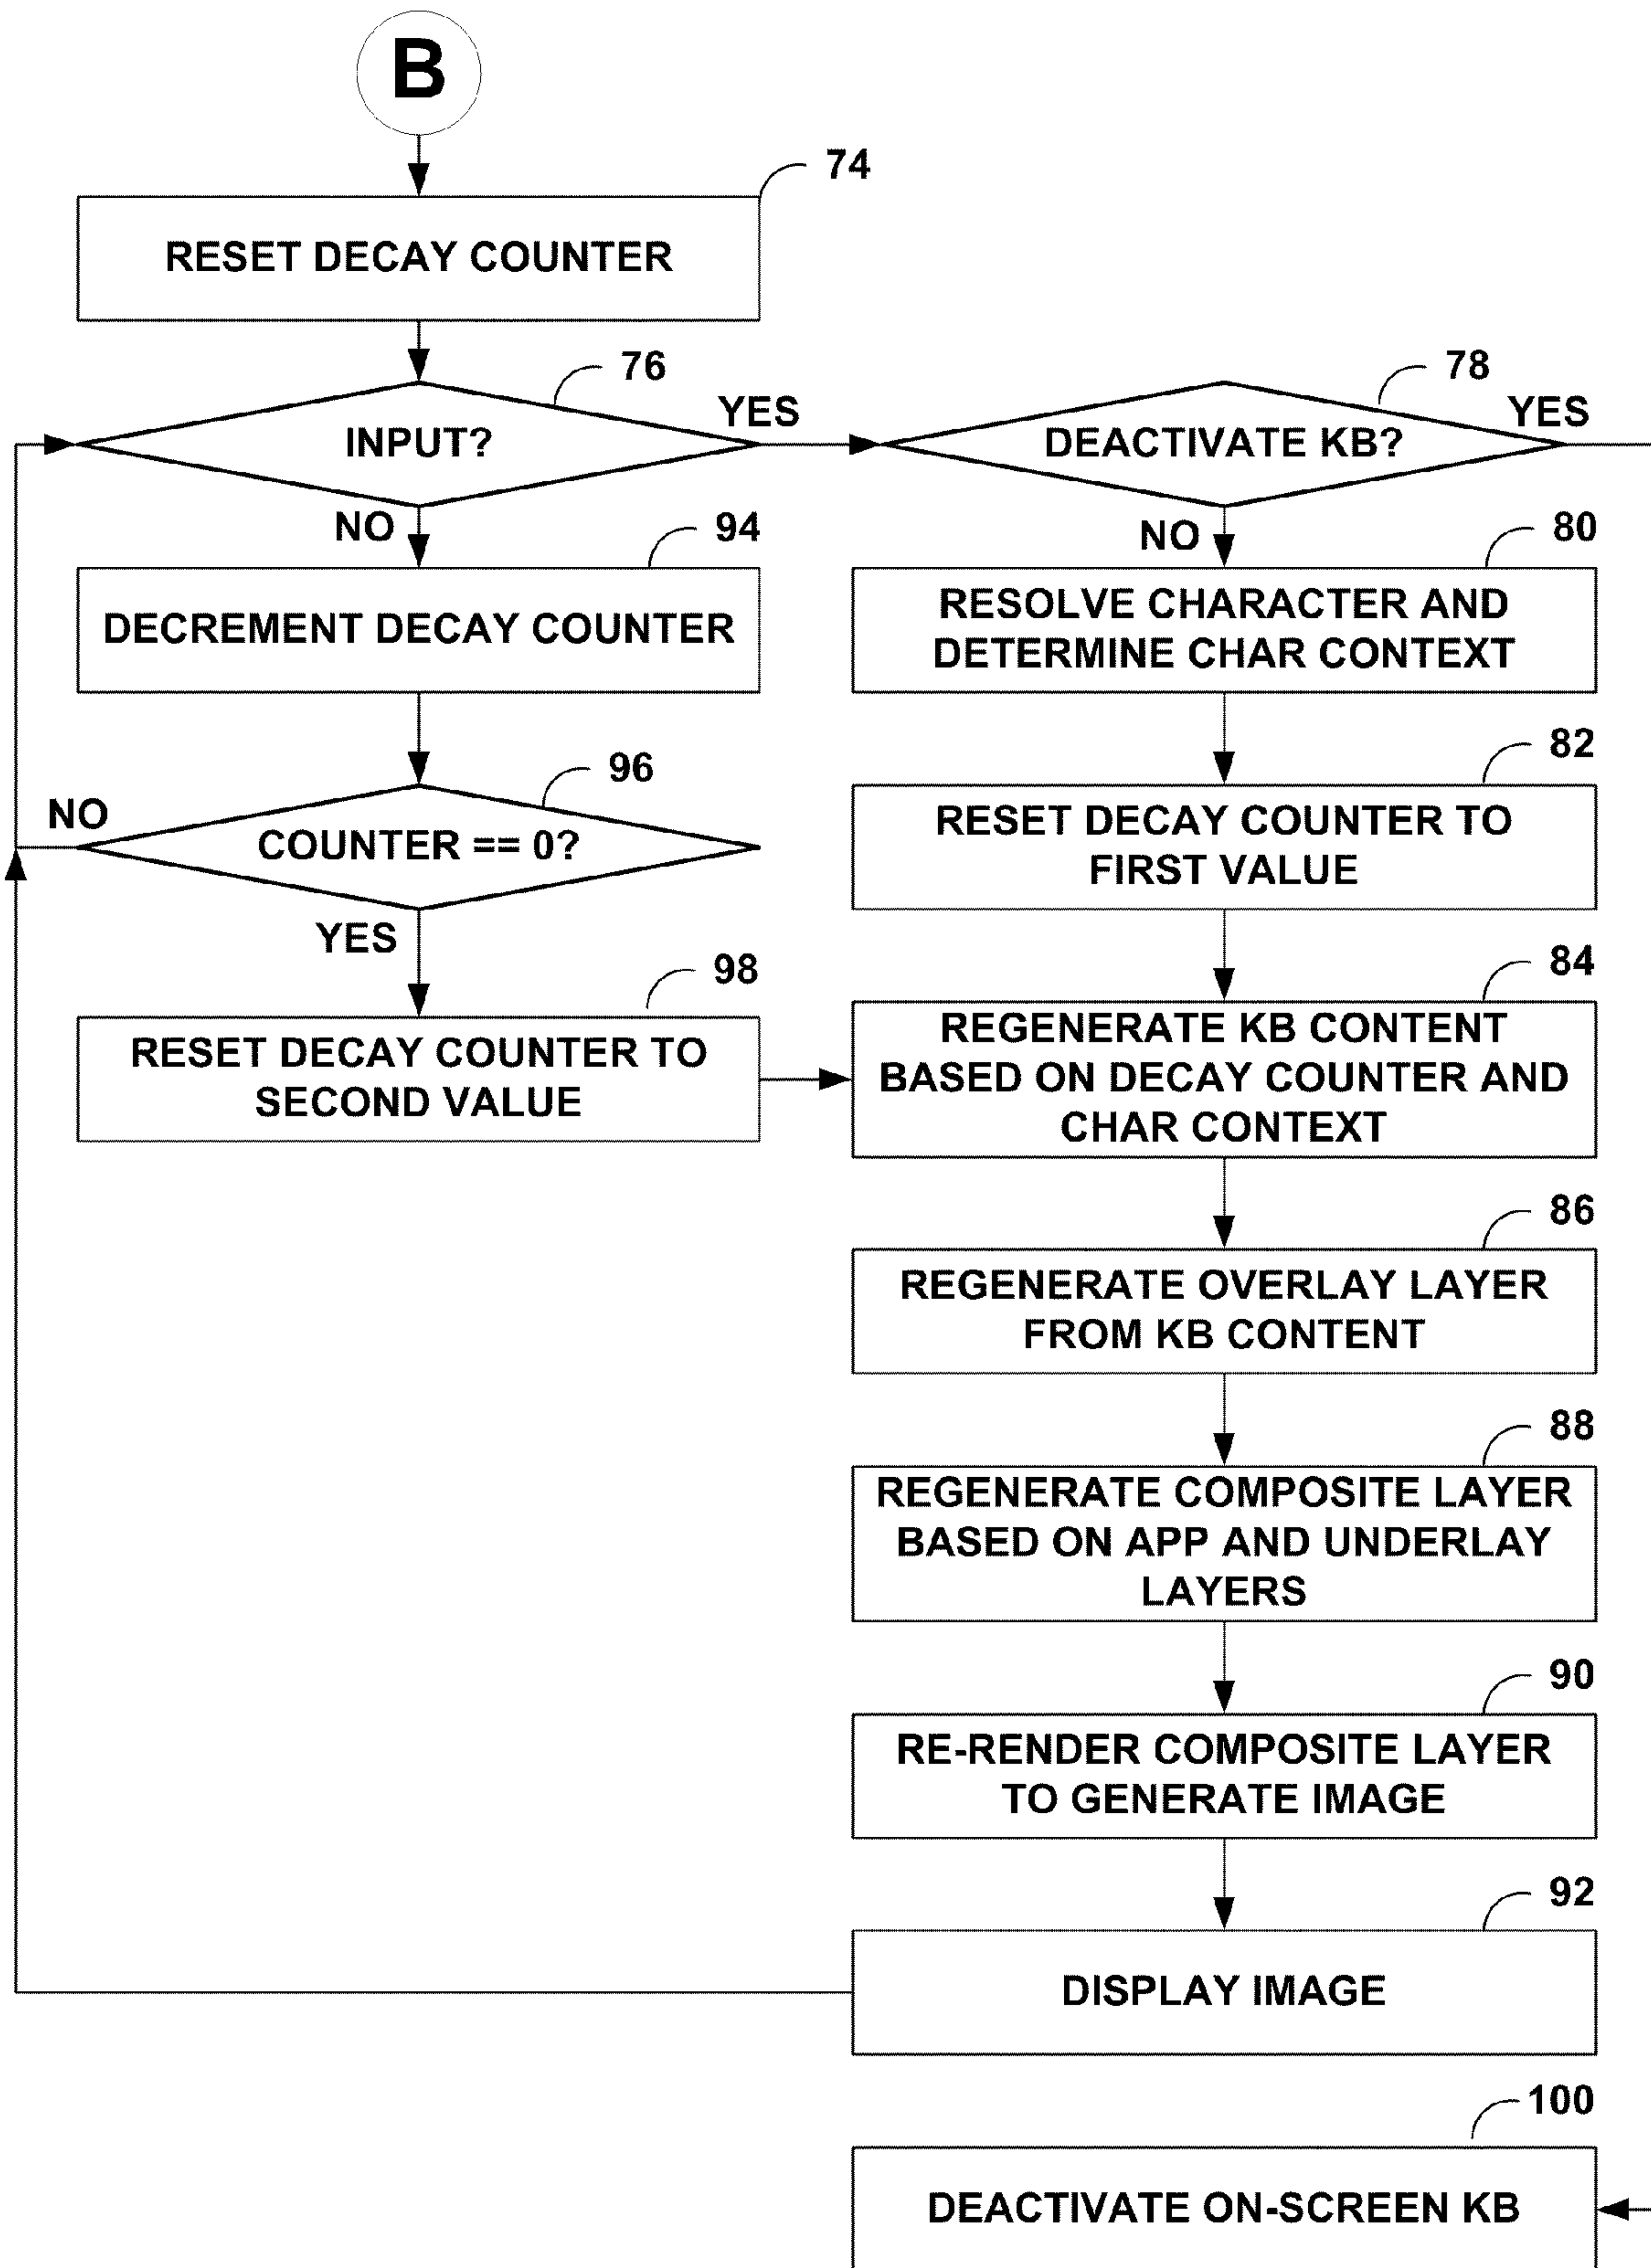 B
74
RESET DECAY COUNTER
76
INPUT?
YES
78
DEACTIVATE KB?
YES
NO
94
DECREMENT DECAY COUNTER
NO
80
RESOLVE CHARACTER AND
DETERMINE CHAR CONTEXT
96
COUNTER == 0?
NO
YES
82
RESET DECAY COUNTER TO
FIRST VALUE
98
RESET DECAY COUNTER TO
SECOND VALUE
84
REGENERATE KB CONTENT
BASED ON DECAY COUNTER AND
CHAR CONTEXT
86
REGENERATE OVERLAY LAYER
FROM KB CONTENT
88
REGENERATE COMPOSITE LAYER
BASED ON APP AND UNDERLAY
LAYERS
90
RE-RENDER COMPOSITE LAYER
TO GENERATE IMAGE
92
DISPLAY IMAGE
100
DEACTIVATE ON-SCREEN KB